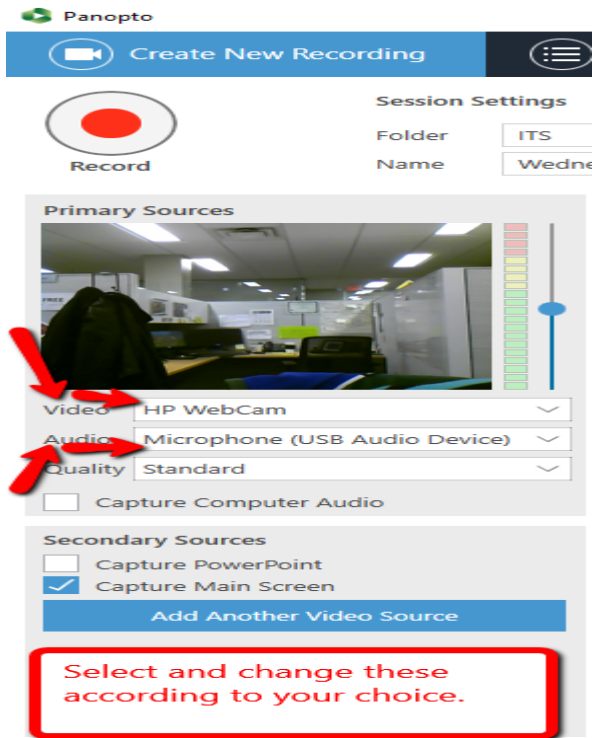 Panopto
Create New Recording
Session Settings
Folder ITS
Record
Name Wedne
Primary Sources
FREE
Video HP WebCam
Audio Microphone (USB Audio Device)
Quality Standard
Capture Computer Audio
Secondary Sources
Capture PowerPoint
Capture Main Screen
Add Another Video Source
Select and change these
according to your choice.